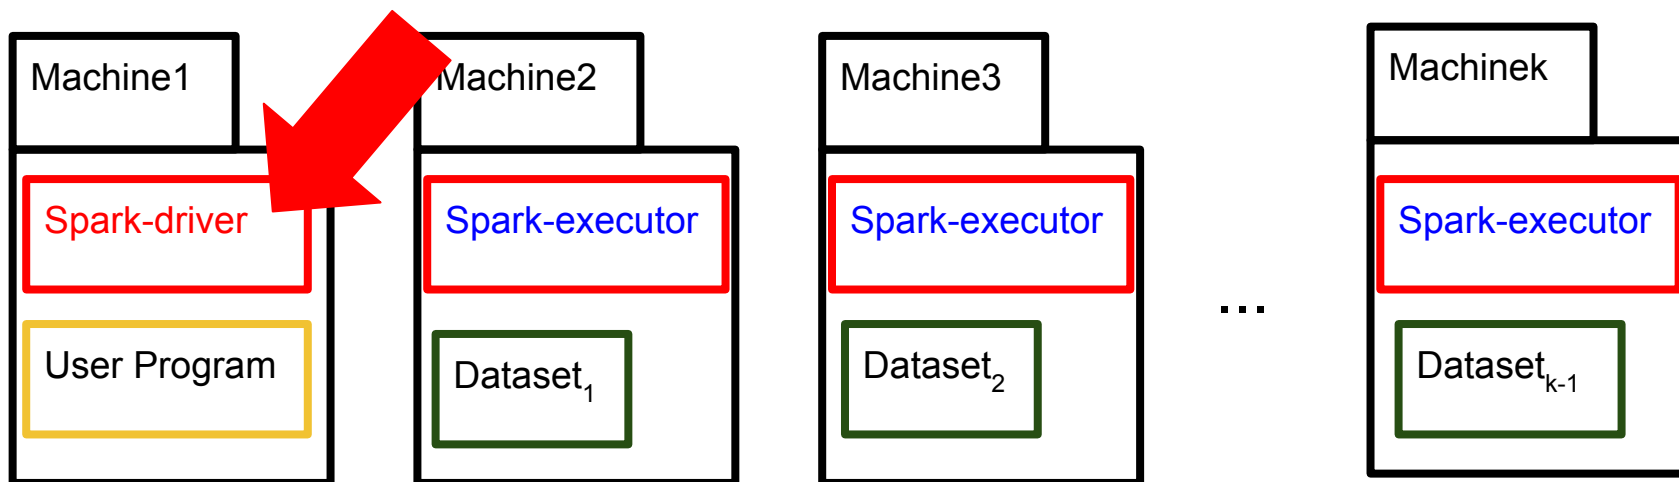 Machine1
Spark-driver
User Program
Machine2
Spark-executor
Dataset₁
Machine3
Spark-executor
Dataset₂
...
Machinek
Spark-executor
Datasetₖ₋₁